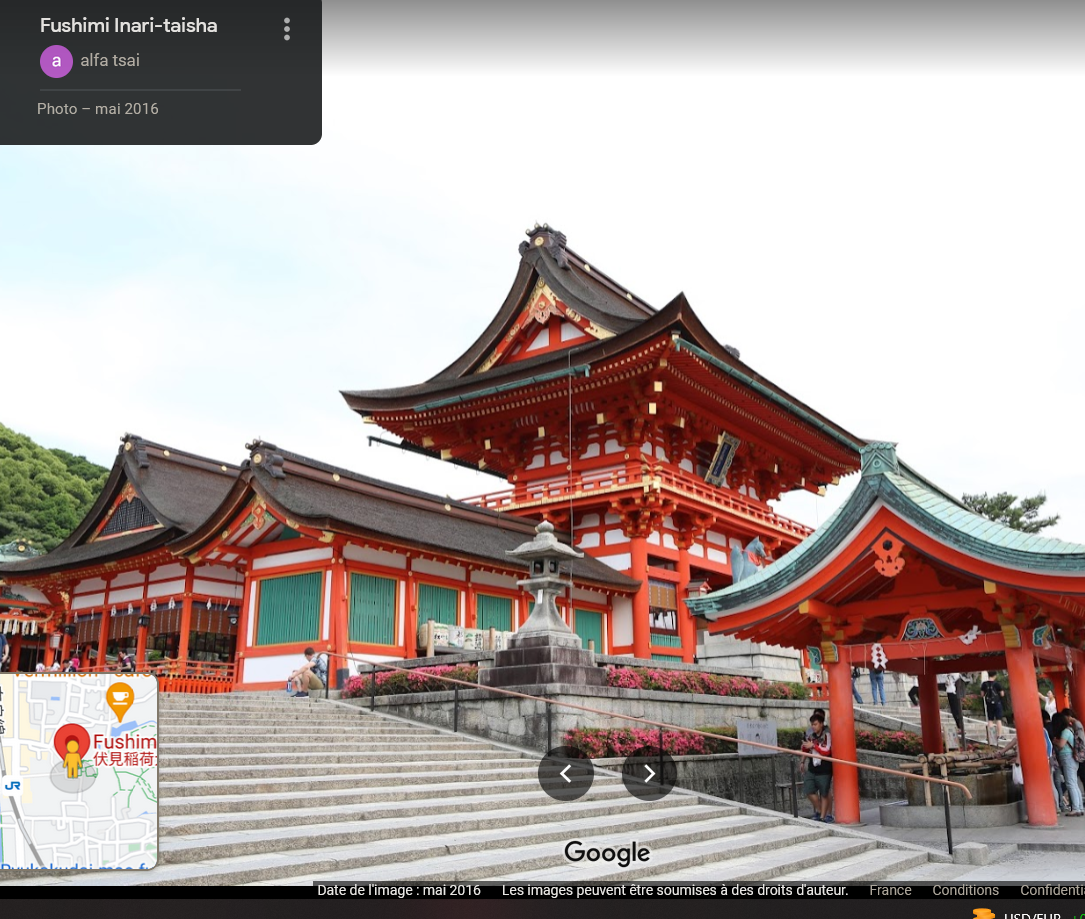 Fushimi Inari-taisha
a
alfa tsai
Photo – mai 2016
Fushim
伏見稲荷
JR
Google
Date de l'image : mai 2016 Les images peuvent être soumises à des droits d'auteur. France Conditions Confidenti
USD/EUR